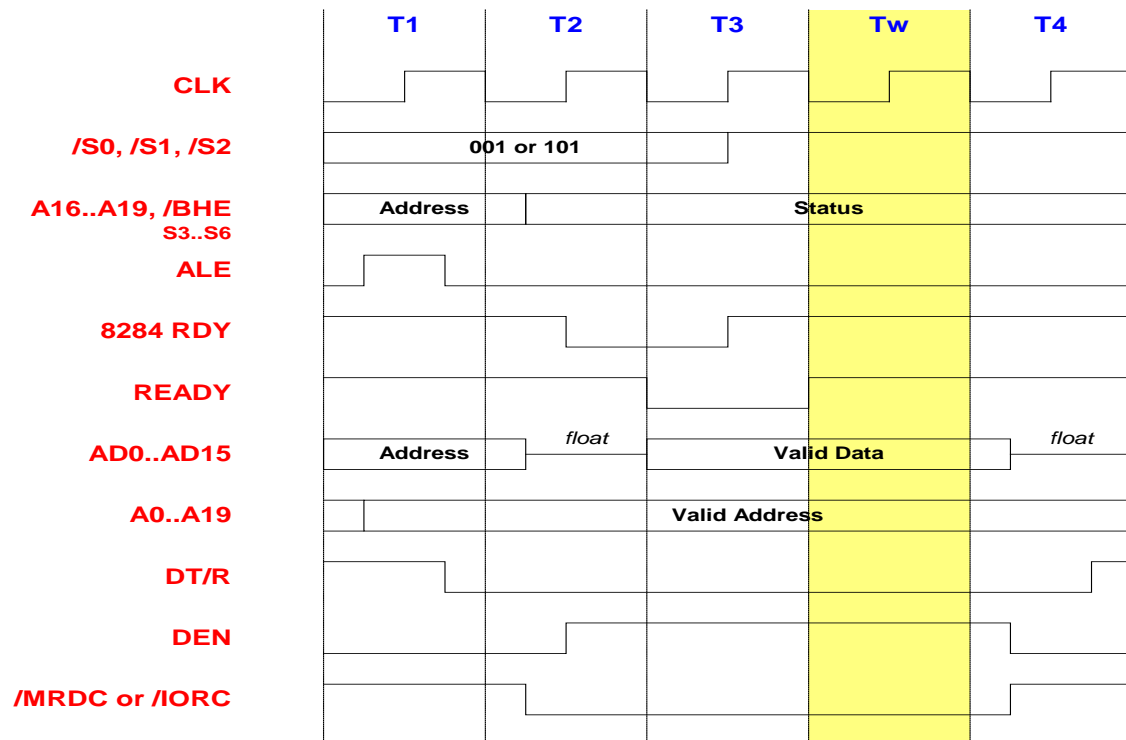 T1 T2 T3 Tw T4
CLK
/S0, /S1, /S2 001 or 101
A16..A19, /BHE Address Status
S3..S6
ALE
8284 RDY
READY
AD0..AD15 Address float Valid Data float
A0..A19 Valid Address
DT/R
DEN
/MRDC or /IORC